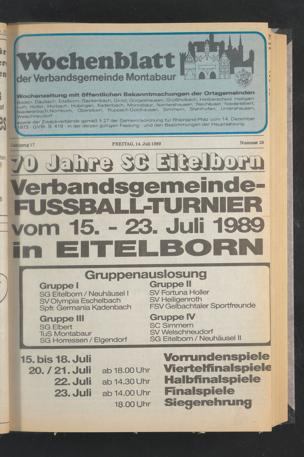 Wochenblatt
der Verbandsgemeinde Montabaur
Wochenzeitung mit öffentlichen Bekanntmachungen der Ortsgemeinden
Jahrgang 17 FREITAG, 14. Juli 1989 Nummer 28
70 Jahre SC Eitelborn
Verbandsgemeinde-
FUSSBALL-TURNIER
vom 15. - 23. Juli 1989
in EITELBORN
Gruppenauslosung
Gruppe I
SG Eitelborn / Neuhäusel I
SV Olympia Eschelbach
Spfr. Germania Kadenbach
Gruppe II
SV Fortuna Holler
SV Heiligenroth
FSV Gelbachtaler Sportfreunde
Gruppe III
SG Elbert
TuS Montabaur
SG Horressen / Elgendorf
Gruppe IV
SC Simmern
SV Welschneudorf
SG Eitelborn / Neuhäusel II
15. bis 18. Juli Vorrundenspiele
20. / 21. Juli ab 18.00 Uhr Viertelfinalspiele
22. Juli ab 14.30 Uhr Halbfinalspiele
23. Juli ab 14.00 Uhr Finalspiele
18.00 Uhr Siegerehrung